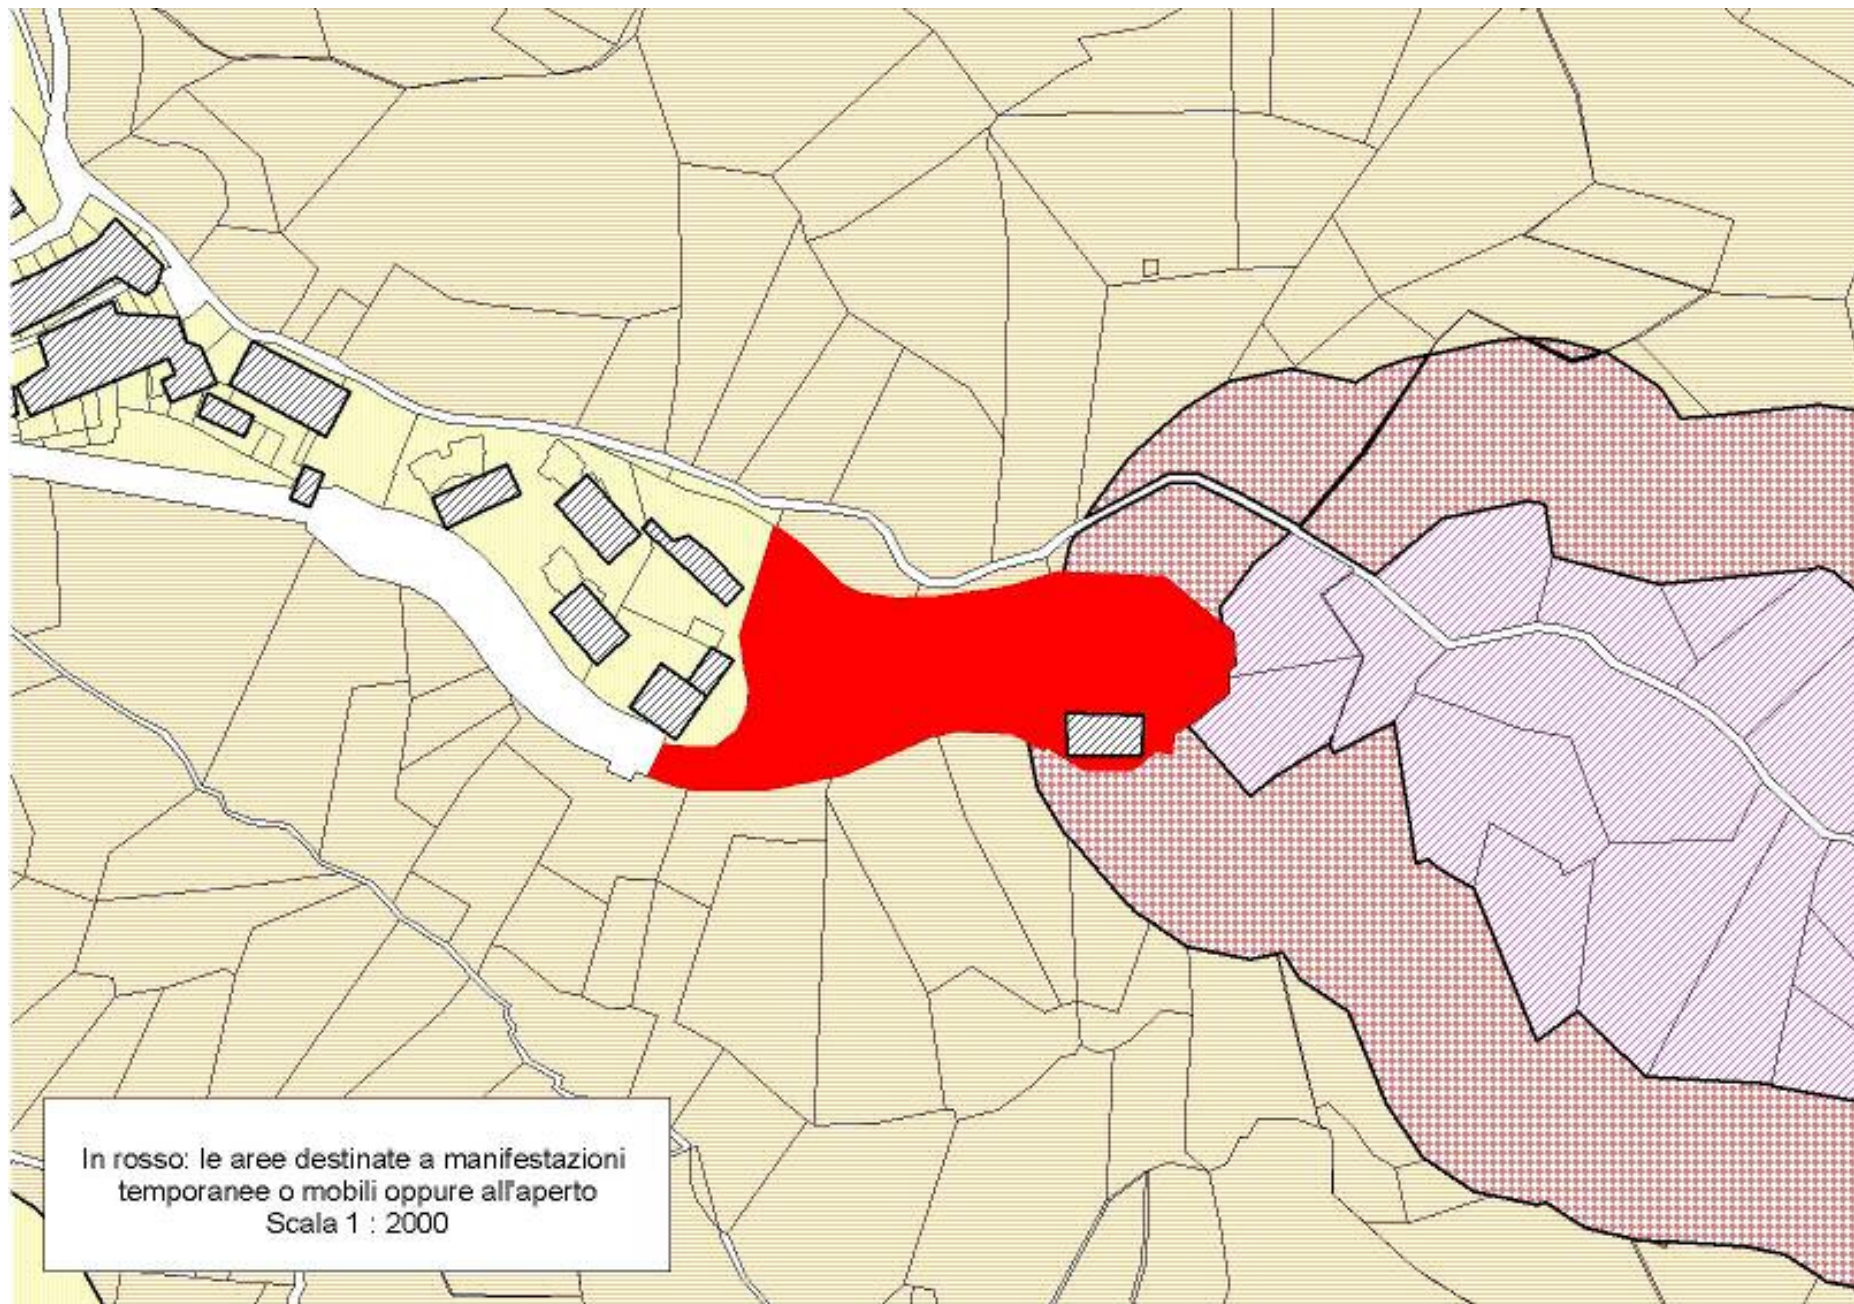 In rosso: le aree destinate a manifestazioni
temporanee o mobili oppure all'aperto
Scala 1 : 2000